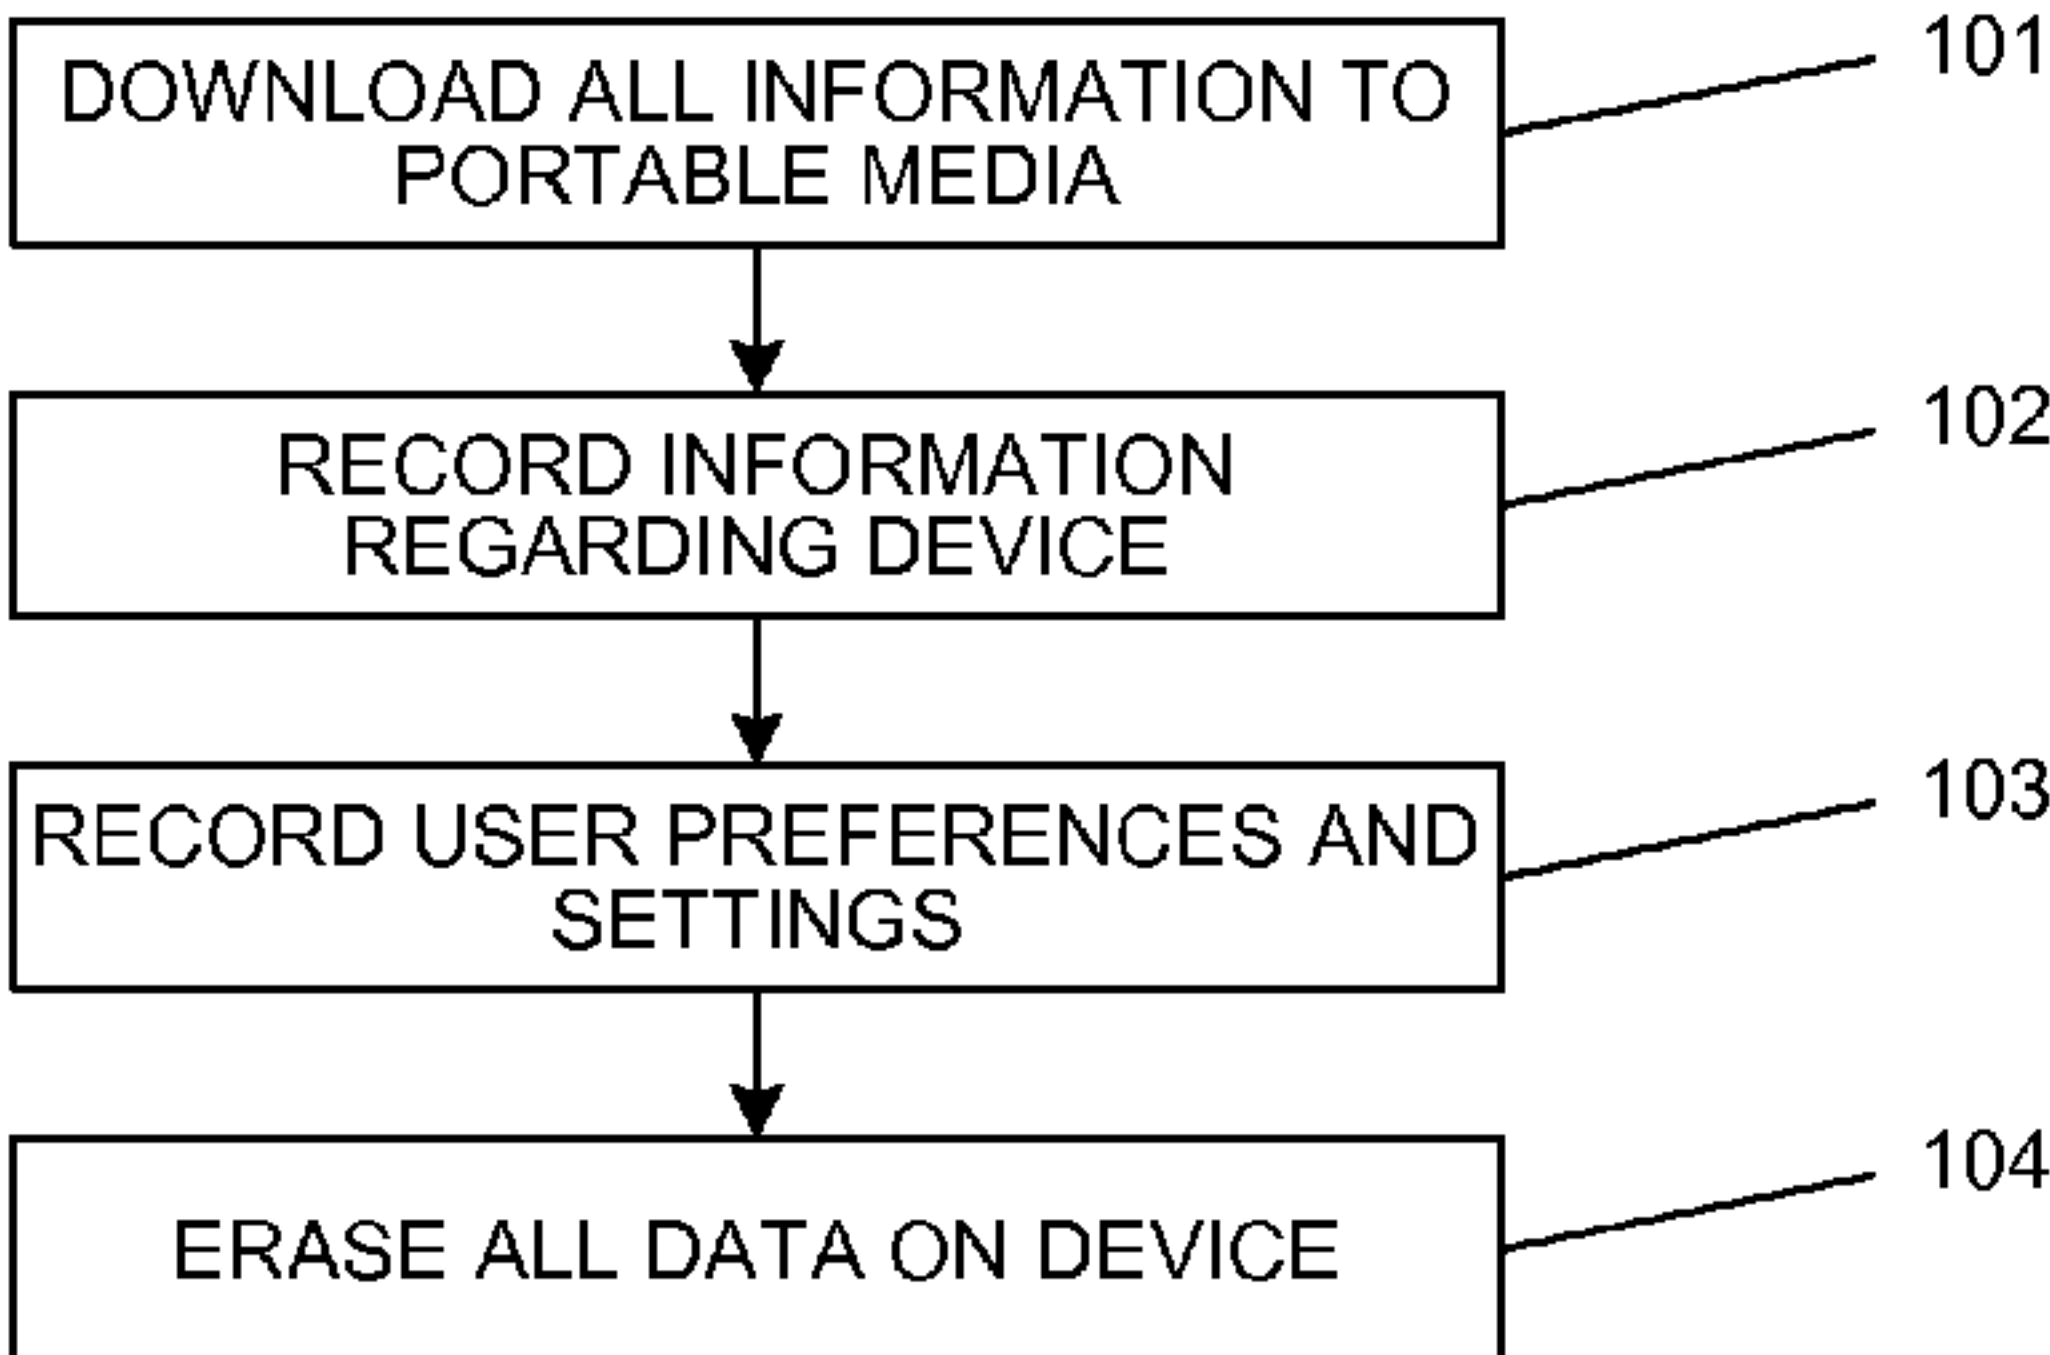 DOWNLOAD ALL INFORMATION TO
PORTABLE MEDIA
101
RECORD INFORMATION
REGARDING DEVICE
102
RECORD USER PREFERENCES AND
SETTINGS
103
ERASE ALL DATA ON DEVICE
104